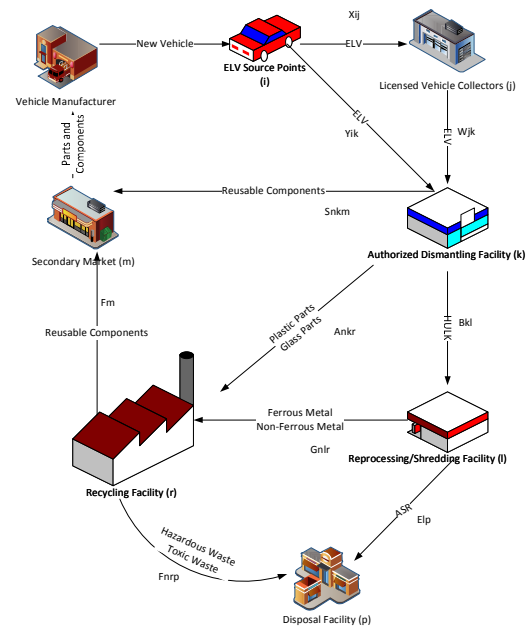 Xij
New Vehicle
ELV
ELV Source Points
(i)
Vehicle Manufacturer
Licensed Vehicle Collectors (j)
ELV
Yik
ELV
Wjk
Parts and
Components
Reusable Components
Snkm
Secondary Market (m)
Authorized Dismantling Facility (k)
Fm
Reusable Components
Plastic Parts
Glass Parts
Ankr
HULK
Bkl
Ferrous Metal
Non-Ferrous Metal
Gnlr
Reprocessing/Shredding Facility (l)
Recycling Facility (r)
ASR
Elp
Hazardous Waste
Toxic Waste
Fnrp
Disposal Facility (p)